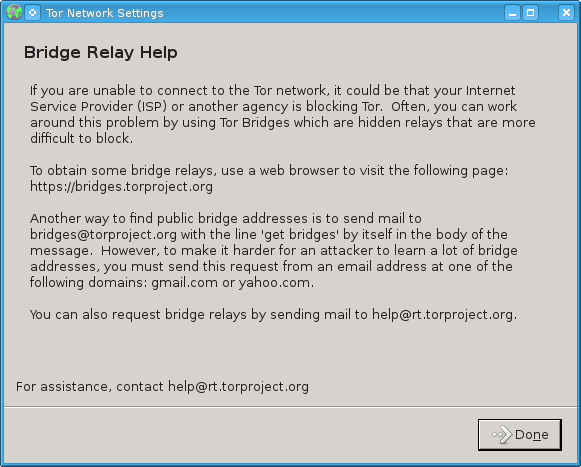 Tor Network Settings
Bridge Relay Help
If you are unable to connect to the Tor network, it could be that your Internet
Service Provider (ISP) or another agency is blocking Tor.  Often, you can work
around this problem by using Tor Bridges which are hidden relays that are more
difficult to block.
To obtain some bridge relays, use a web browser to visit the following page:
https://bridges.torproject.org
Another way to find public bridge addresses is to send mail to
bridges@torproject.org with the line 'get bridges' by itself in the body of the
message.  However, to make it harder for an attacker to learn a lot of bridge
addresses, you must send this request from an email address at one of the
following domains: gmail.com or yahoo.com.
You can also request bridge relays by sending mail to help@rt.torproject.org.
For assistance, contact help@rt.torproject.org
Done